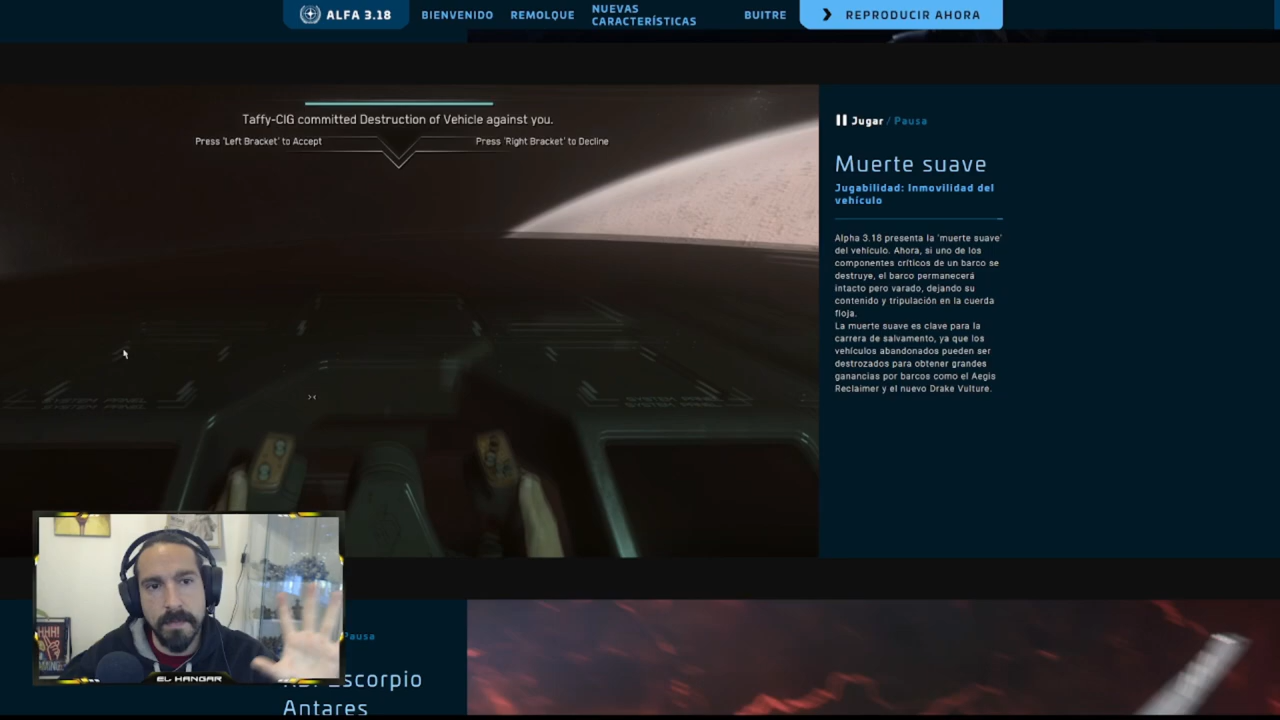 ALFA 3.18
BIENVENIDO
REMOLQUE
NUEVAS
CARACTERÍSTICAS
BUITRE
REPRODUCIR AHORA
Taffy-CIG committed Destruction of Vehicle against you.
Press 'Left Bracket' to Accept
Press 'Right Bracket' to Decline
Jugar / Pausa
Muerte suave
Jugabilidad: Inmovilidad del
vehículo
Alpha 3.18 presenta la 'muerte suave'
del vehículo. Ahora, si uno de los
componentes críticos de un barco se
destruye, el barco permanecerá
intacto pero varado, dejando su
contenido y tripulación en la cuerda
floja.
La muerte suave es clave para la
carrera de salvamento, ya que los
vehículos abandonados pueden ser
destrozados para obtener grandes
ganancias por barcos como el Aegis
Reclaimer y el nuevo Drake Vulture.
SYSTEM PANEL
SYSTEM PANEL
Pausa
EL HANGAR
Escorpio
Antares